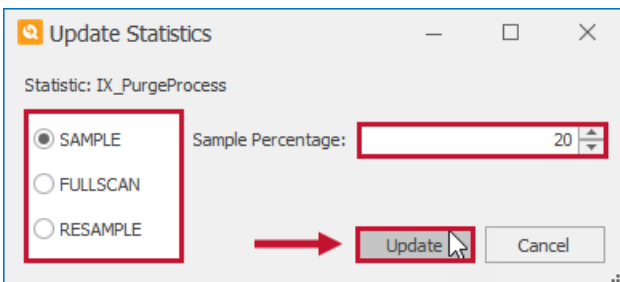 Update Statistics
Statistic: IX_PurgeProcess
SAMPLE
Sample Percentage: 20
FULLSCAN
RESAMPLE
Update Cancel